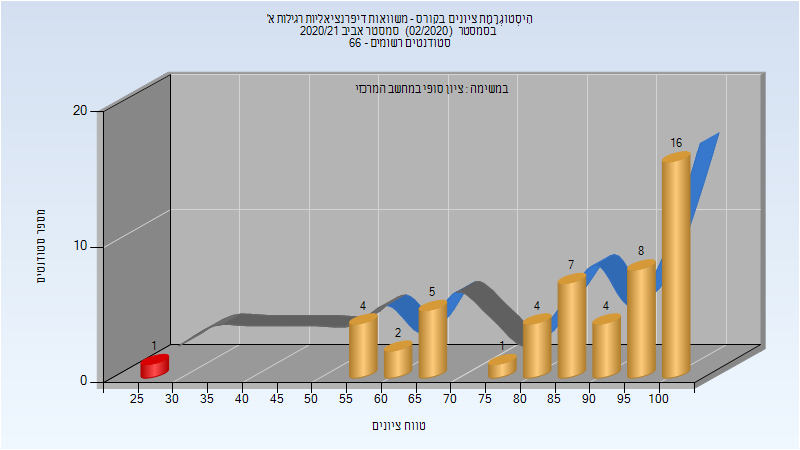 הִיסְטוֹגְרַמַת ציונים בקורס - משוואות דיפרנציאליות רגילות א'
בסמסטר (02/2020) סמסטר אביב 2020/21
סטודנטים רשומים - 66
במשימה : ציון סופי במחשב המרכזי
מספר סטודנטים
20
10
0
1
4
2
5
1
4
7
4
8
16
25 30 35 40 45 50 55 60 65 70 75 80 85 90 95 100
טווח ציונים